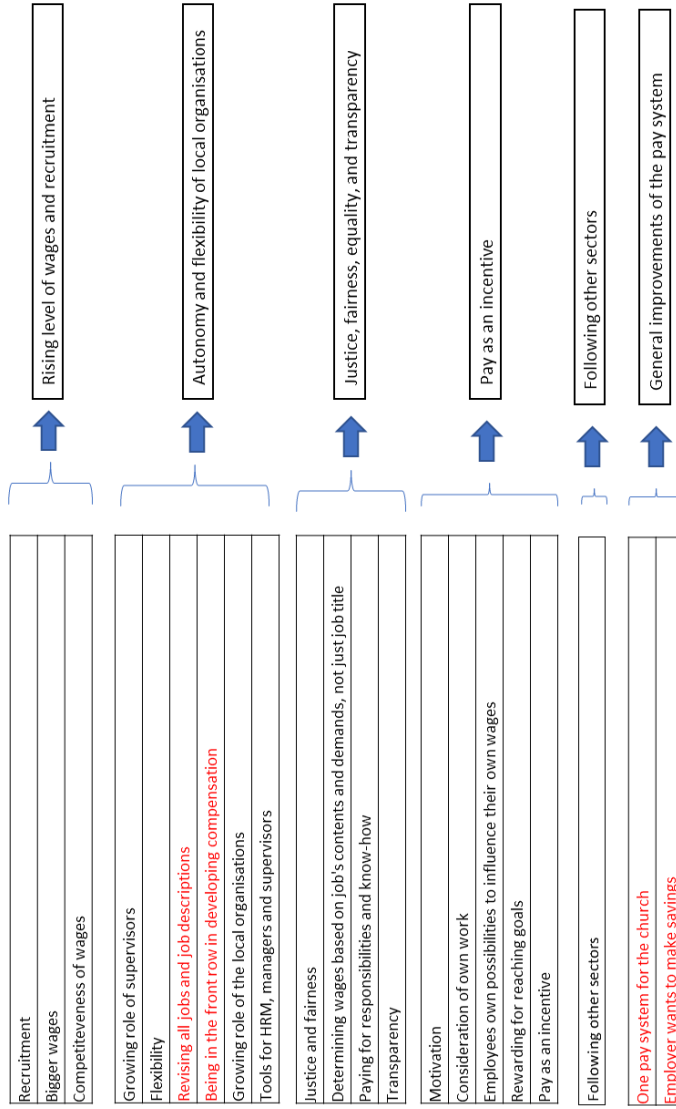 Recruitment
Bigger wages
Competiteveness of wages
Rising level of wages and recruitment
Growing role of supervisors
Flexibility
Revising all jobs and job descriptions
Being in the front row in developing compensation
Growing role of the local organisations
Tools for HRM, managers and supervisors
Autonomy and flexibility of local organisations
Justice and fairness
Determining wages based on job's contents and demands, not just job title
Paying for responsibilities and know-how
Transparency
Justice, fairness, equality, and transparency
Motivation
Consideration of own work
Employees own possibilities to influence their own wages
Rewarding for reaching goals
Pay as an incentive
Pay as an incentive
Following other sectors
Following other sectors
One pay system for the church
Employer wants to make savings
General improvements of the pay system